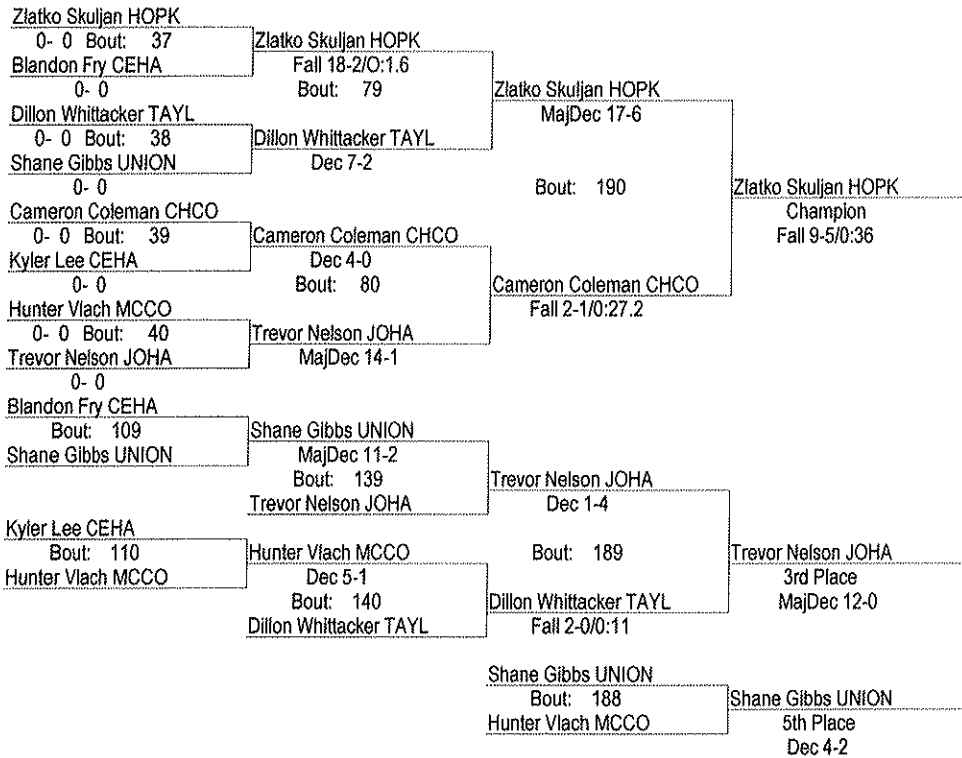 Zlatko Skuljan HOPK
0- 0 Bout: 37
Blandon Fry CEHA
0- 0
Dillon Whittacker TAYL
0- 0 Bout: 38
Shane Gibbs UNION
0- 0
Cameron Coleman CHCO
0- 0 Bout: 39
Kyler Lee CEHA
0- 0
Hunter Vlach MCCO
0- 0 Bout: 40
Trevor Nelson JOHA
0- 0
Zlatko Skuljan HOPK
Fall 18-2/O:1.6
Bout: 79
Dillon Whittacker TAYL
Dec 7-2
Cameron Coleman CHCO
Dec 4-0
Bout: 80
Trevor Nelson JOHA
MajDec 14-1
Zlatko Skuljan HOPK
MajDec 17-6
Bout: 190
Cameron Coleman CHCO
Fall 2-1/0:27.2
Zlatko Skuljan HOPK
Champion
Fall 9-5/0:36
Blandon Fry CEHA
Bout: 109
Shane Gibbs UNION
Kyler Lee CEHA
Bout: 110
Hunter Vlach MCCO
Shane Gibbs UNION
MajDec 11-2
Bout: 139
Trevor Nelson JOHA
Hunter Vlach MCCO
Dec 5-1
Bout: 140
Dillon Whittacker TAYL
Trevor Nelson JOHA
Dec 1-4
Bout: 189
Dillon Whittacker TAYL
Fall 2-0/0:11
Trevor Nelson JOHA
3rd Place
MajDec 12-0
Shane Gibbs UNION
Bout: 188
Hunter Vlach MCCO
Shane Gibbs UNION
5th Place
Dec 4-2